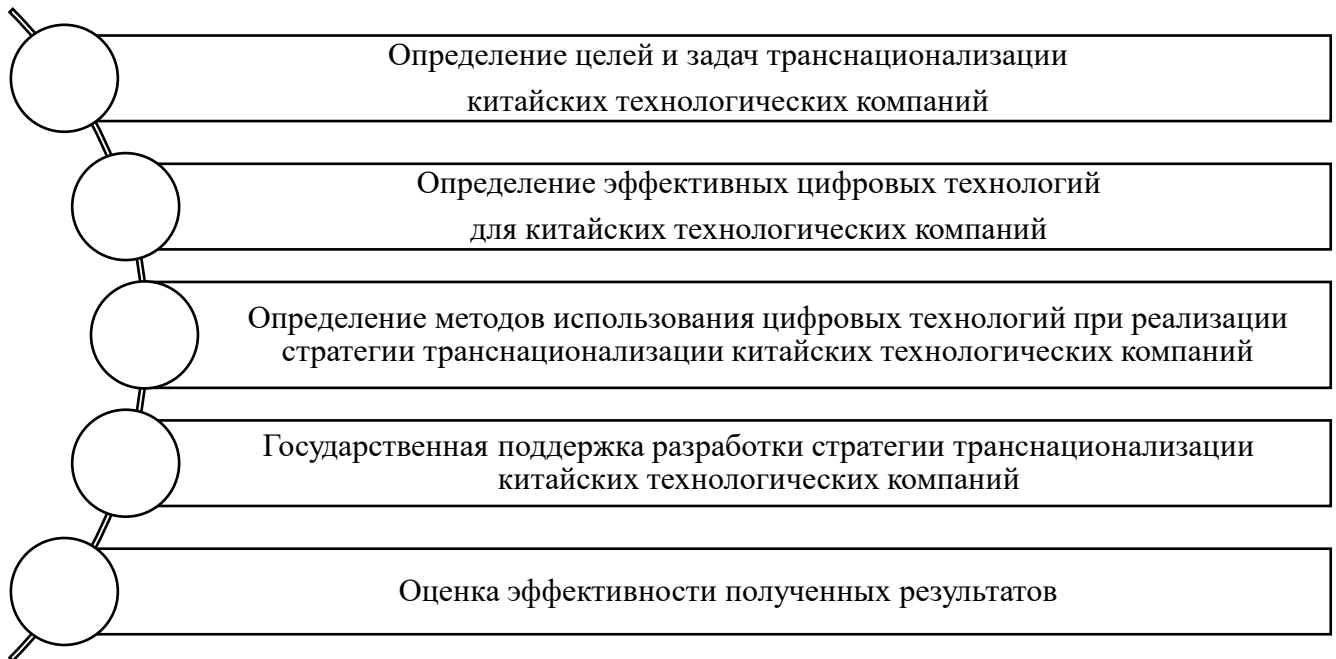 Определение целей и задач транснационализации
китайских технологических компаний
Определение эффективных цифровых технологий
для китайских технологических компаний
Определение методов использования цифровых технологий при реализации
стратегии транснационализации китайских технологических компаний
Государственная поддержка разработки стратегии транснационализации
китайских технологических компаний
Оценка эффективности полученных результатов